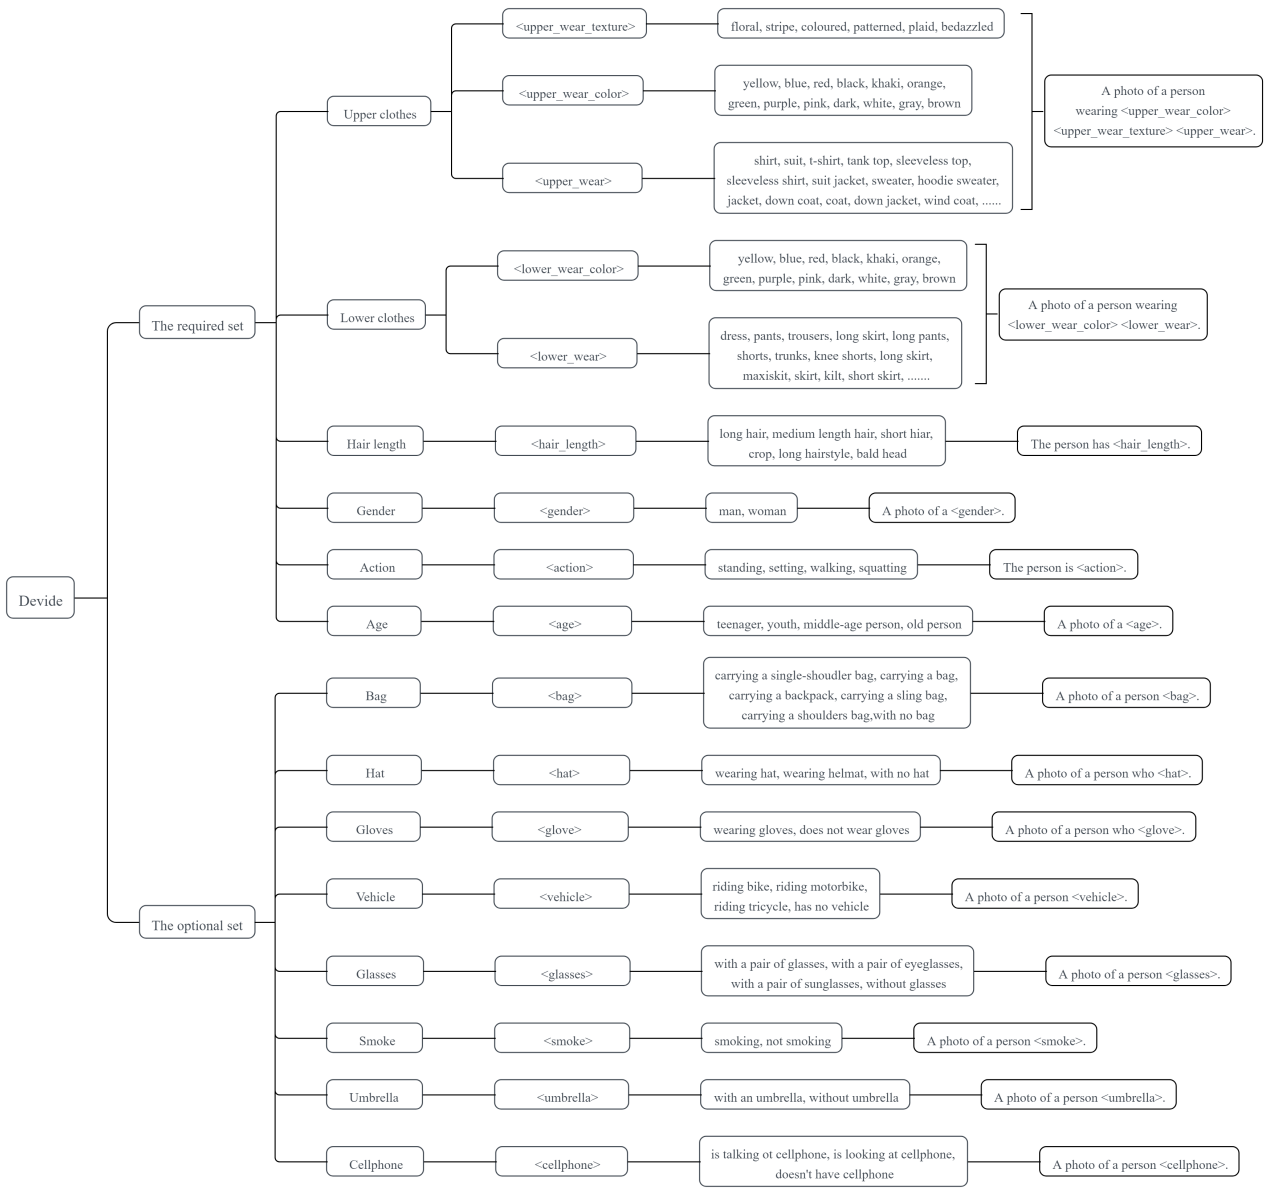 <upper_wear_texture>
floral, stripe, coloured, patterned, plaid, bedazzled
<upper_wear_color>
yellow, blue, red, black, khaki, orange,
green, purple, pink, dark, white, gray, brown
Upper clothes
A photo of a person
wearing <upper_wear_color>
<upper_wear_texture> <upper_wear>.
<upper_wear>
shirt, suit, t-shirt, tank top, sleeveless top,
sleeveless shirt, suit jacket, sweater, hoodie sweater,
jacket, down coat, coat, down jacket, wind coat, ......
The required set
Lower clothes
<lower_wear_color>
yellow, blue, red, black, khaki, orange,
green, purple, pink, dark, white, gray, brown
<lower_wear>
dress, pants, trousers, long skirt, long pants,
shorts, trunks, knee shorts, long skirt,
maxiskit, skirt, kilt, short skirt, .......
A photo of a person wearing
<lower_wear_color> <lower_wear>.
Hair length
<hair_length>
long hair, medium length hair, short hiar,
crop, long hairstyle, bald head
The person has <hair_length>.
Gender
<gender>
man, woman
A photo of a <gender>.
Action
<action>
standing, setting, walking, squatting
The person is <action>.
Devide
Age
<age>
teenager, youth, middle-age person, old person
A photo of a <age>.
Bag
<bag>
carrying a single-shoudler bag, carrying a bag,
carrying a backpack, carrying a sling bag,
carrying a shoulders bag,with no bag
A photo of a person <bag>.
Hat
<hat>
wearing hat, wearing helmat, with no hat
A photo of a person who <hat>.
Gloves
<glove>
wearing gloves, does not wear gloves
A photo of a person who <glove>.
Vehicle
<vehicle>
riding bike, riding motorbike,
riding tricycle, has no vehicle
A photo of a person <vehicle>.
The optional set
Glasses
<glasses>
with a pair of glasses, with a pair of eyeglasses,
with a pair of sunglasses, without glasses
A photo of a person <glasses>.
Smoke
<smoke>
smoking, not smoking
A photo of a person <smoke>.
Umbrella
<umbrella>
with an umbrella, without umbrella
A photo of a person <umbrella>.
Cellphone
<cellphone>
is talking ot cellphone, is looking at cellphone,
doesn't have cellphone
A photo of a person <cellphone>.